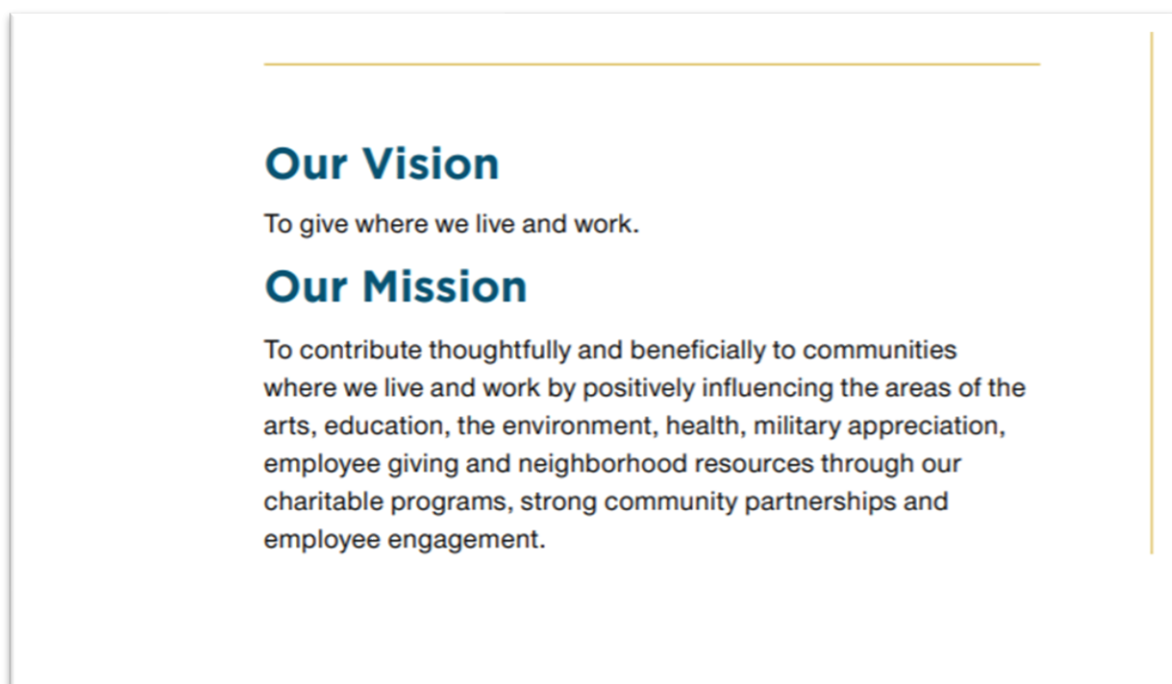 Our Vision
To give where we live and work.
Our Mission
To contribute thoughtfully and beneficially to communities
where we live and work by positively influencing the areas of the
arts, education, the environment, health, military appreciation,
employee giving and neighborhood resources through our
charitable programs, strong community partnerships and
employee engagement.